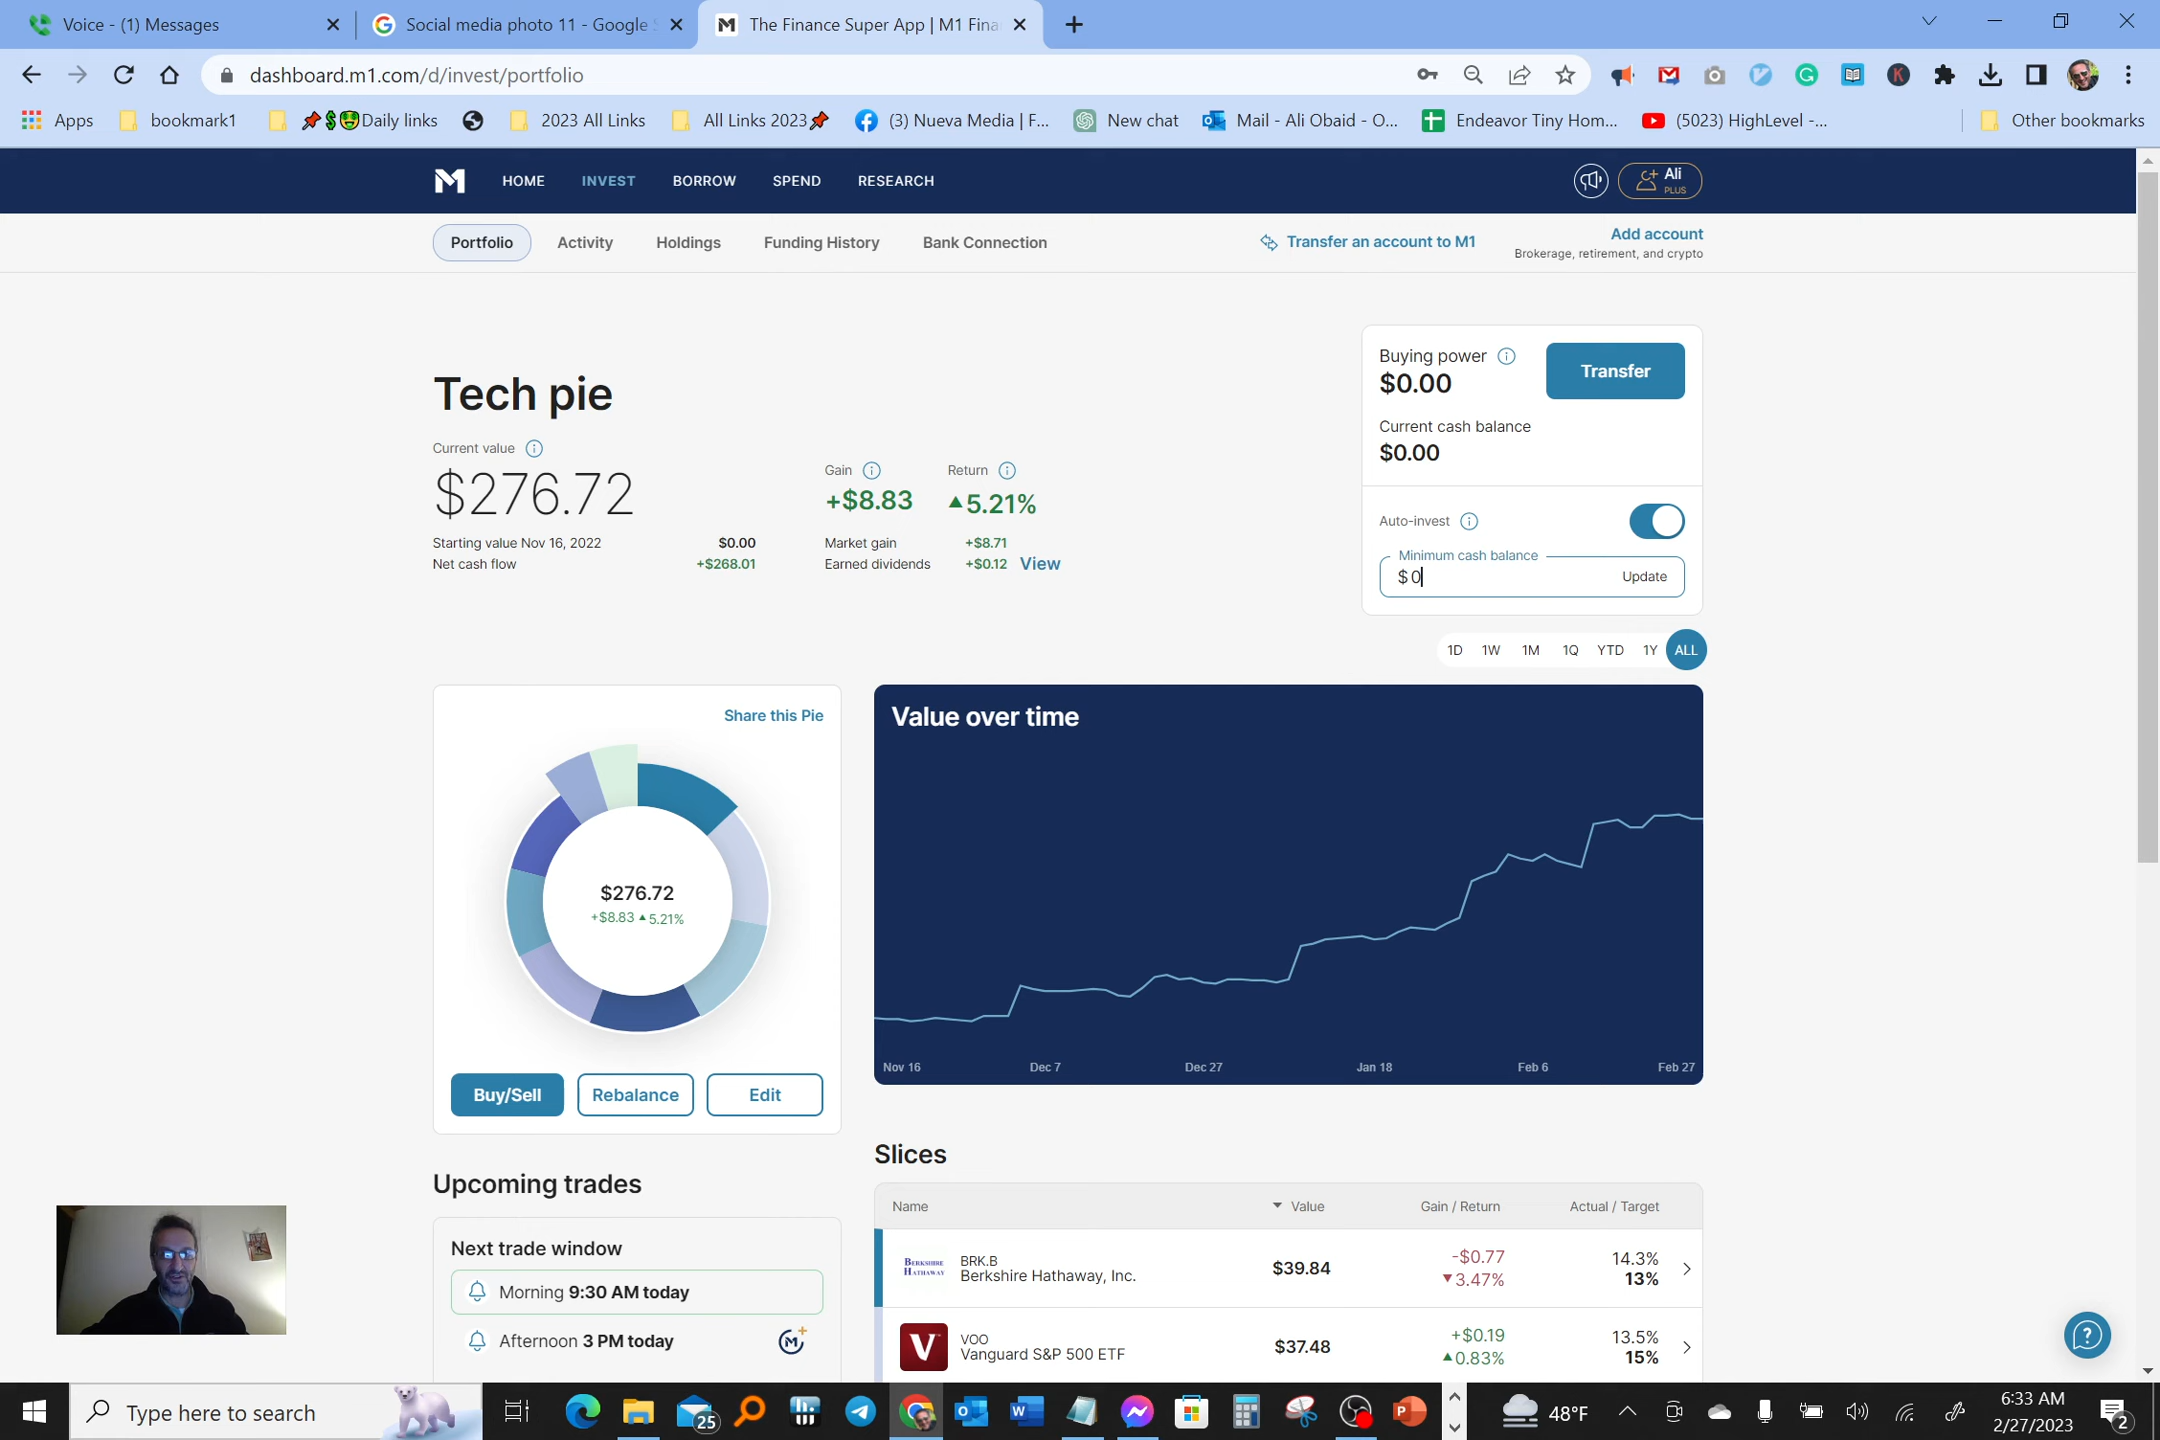 Voice - (1) Messages
Social media photo 11 - Google S
The Finance Super App | M1 Fina
dashboard.m1.com/d/invest/portfolio
Apps
bookmark1
Daily links
2023 All Links
All Links 2023
(3) Nueva Media | F...
New chat
Mail - Ali Obaid - O...
Endeavor Tiny Hom...
(5023) HighLevel -...
Other bookmarks
HOME INVEST BORROW SPEND RESEARCH
Ali
PLUS
Portfolio Activity Holdings Funding History Bank Connection
Transfer an account to M1
Add account
Brokerage, retirement, and crypto
Tech pie
Current value
$276.72
Starting value Nov 16, 2022 $0.00
Net cash flow +$268.01
Gain
+$8.83
Return
5.21%
Market gain +$8.71
Earned dividends +$0.12 View
Buying power
$0.00
Transfer
Current cash balance
$0.00
Auto-invest
Minimum cash balance
$ 0
Update
1D 1W 1M 1Q YTD 1Y ALL
Share this Pie
$276.72
+$8.83 5.21%
Buy/Sell Rebalance Edit
Value over time
Nov 16 Dec 7 Dec 27 Jan 18 Feb 6 Feb 27
Upcoming trades
Next trade window
Morning 9:30 AM today
Afternoon 3 PM today
Slices
Name Value Gain / Return Actual / Target
BERKSHIRE
HATHAWAY
BRK.B
Berkshire Hathaway, Inc.
$39.84
-$0.77
3.47%
14.3%
13%
VOO
Vanguard S&P 500 ETF
$37.48
+$0.19
0.83%
13.5%
15%
Type here to search
25
48°F
6:33 AM
2/27/2023
2